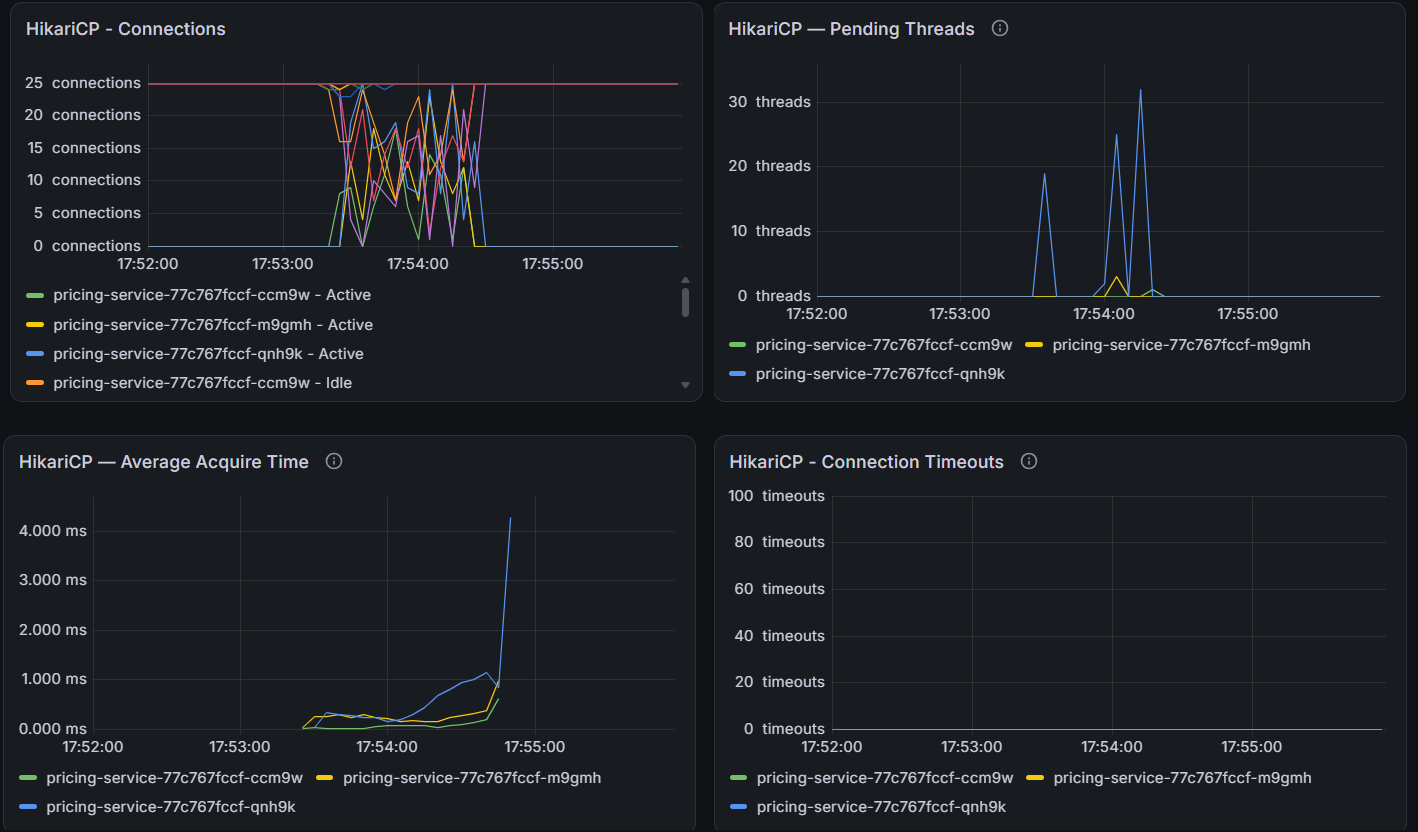 HikariCP - Connections
25 connections
20 connections
15 connections
10 connections
5 connections
0 connections
17:52:00 17:53:00 17:54:00 17:55:00
pricing-service-77c767fccf-ccm9w - Active
pricing-service-77c767fccf-m9gmh - Active
pricing-service-77c767fccf-qnh9k - Active
pricing-service-77c767fccf-ccm9w - Idle
HikariCP — Pending Threads
30 threads
20 threads
10 threads
0 threads
17:52:00 17:53:00 17:54:00 17:55:00
pricing-service-77c767fccf-ccm9w pricing-service-77c767fccf-m9gmh
pricing-service-77c767fccf-qnh9k
HikariCP — Average Acquire Time
4.000 ms
3.000 ms
2.000 ms
1.000 ms
0.000 ms
17:52:00 17:53:00 17:54:00 17:55:00
pricing-service-77c767fccf-ccm9w pricing-service-77c767fccf-m9gmh
pricing-service-77c767fccf-qnh9k
HikariCP - Connection Timeouts
100 timeouts
80 timeouts
60 timeouts
40 timeouts
20 timeouts
0 timeouts
17:52:00 17:53:00 17:54:00 17:55:00
pricing-service-77c767fccf-ccm9w pricing-service-77c767fccf-m9gmh
pricing-service-77c767fccf-qnh9k